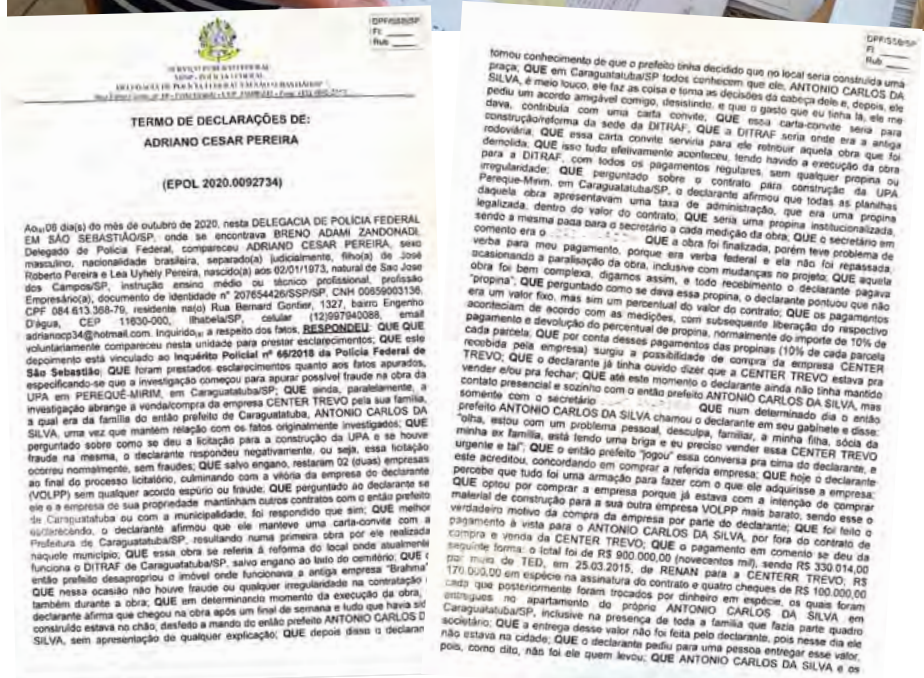 DPF/SSB/SP
Fl:
Rub:
SERVIÇO PÚBLICO FEDERAL
MJSP - POLÍCIA FEDERAL
DELEGACIA DE POLÍCIA FEDERAL EM SÃO SEBASTIÃO/SP
TERMO DE DECLARAÇÕES DE:
ADRIANO CESAR PEREIRA
(EPOL 2020.0092734)
dia(s) do mês de outubro de 2020, nesta DELEGACIA DE POLÍCIA FEDERAL
EM SÃO SEBASTIÃO/SP, onde se encontrava BRENO ADAMI ZANDONADI,
Delegado de Polícia Federal, compareceu ADRIANO CESAR PEREIRA, sexo
masculino, nacionalidade brasileira, separado(a) judicialmente, filho(a) de José
Roberto Pereira e Lea Uyhely Pereira, nascido(a) aos 02/01/1973, natural de Sao Jose
dos Campos/SP, instrução ensino médio ou técnico profissional, profissão
Empresário(a), documento de identidade nº 207654426/SSP/SP, CNH
CPF residente na(o) Rua Bernard Gontier, 1327, bairro Engenho
D'água, CEP 11630-000, Ilhabela/SP, celular (12)997940088, email
adrianocp34@hotmail.com. Inquirido a respeito dos fatos, RESPONDEU: QUE QUE
voluntariamente compareceu nesta unidade para prestar esclarecimentos; QUE este
depoimento está vinculado ao Inquérito Policial nº 66/2018 da Polícia Federal de
São Sebastião; QUE foram prestados esclarecimentos quanto aos fatos apurados,
especificando-se que a investigação começou para apurar possível fraude na obra da
UPA em PEREQUÊ-MIRIM, em Caraguatatuba/SP; QUE ainda, paralelamente, a
investigação abrange a venda/compra da empresa CENTER TREVO pela sua família,
a qual era da família do então prefeito de Caraguatatuba, ANTONIO CARLOS DA
SILVA, uma vez que mantém relação com os fatos originalmente investigados; QUE
perguntado sobre como se deu a licitação para a construção da UPA e se houve
fraude na mesma, o declarante respondeu negativamente, ou seja, essa licitação
ocorreu normalmente, sem fraudes; QUE salvo engano, restaram 02 (duas) empresas
ao final do processo licitatório, culminando com a vitória da empresa do declarante
(VOLPP) sem qualquer acordo espúrio ou fraude; QUE perguntado ao declarante se
ele e a empresa de sua propriedade mantinham outros contratos com o então prefeito
de Caraguatatuba ou com a municipalidade, foi respondido que sim; QUE melhor
esclarecendo, o declarante afirmou que ele manteve uma carta-convite com a
Prefeitura de Caraguatatuba/SP, resultando numa primeira obra por ele realizada
naquele município; QUE essa obra se referia à reforma do local onde atualmente
funciona o DITRAF de Caraguatatuba/SP, salvo engano ao lado do cemitério; QUE o
então prefeito desapropriou o imóvel onde funcionava a antiga empresa "Brahma"
QUE nessa ocasião não houve fraude ou qualquer irregularidade na contratação
também durante a obra; QUE em determinando momento da execução da obra,
declarante afirma que chegou na obra após um final de semana e tudo que havia sid
construído estava no chão, desfeito a mando do então prefeito ANTONIO CARLOS D
SILVA, sem apresentação de qualquer explicação; QUE depois disso o declaran
DPF/SSB/SP
Fl
Rub
tomou conhecimento de que o prefeito tinha decidido que no local seria construída uma
praça; QUE em Caraguatatuba/SP todos conhecem que ele, ANTONIO CARLOS DA
SILVA, é meio louco, ele faz as coisa e toma as decisões da cabeça dele e, depois, ele
pediu um acordo amigável comigo, desistindo, e que o gasto que eu tinha lá, ele me
dava, contribuía com uma carta convite; QUE essa carta-convite seria para
construção/reforma da sede da DITRAF, QUE a DITRAF seria onde era a antiga
rodoviária; QUE essa carta convite serviria para ele retribuir aquela obra que foi
demolida; QUE isso tudo efetivamente aconteceu, tendo havido a execução da obra
para a DITRAF, com todos os pagamentos regulares, sem qualquer propina ou
irregularidade; QUE perguntado sobre o contrato para construção da UPA
Pereque-Mirim, em Caraguatatuba/SP, o declarante afirmou que todas as planilhas
daquela obra apresentavam uma taxa de administração, que era uma propina
legalizada, dentro do valor do contrato; QUE seria uma propina institucionalizada,
sendo a mesma paga para o secretário a cada medição da obra; QUE o secretário em
comento era o QUE a obra foi finalizada, porém teve problema de
verba para meu pagamento, porque era verba federal e ela não foi repassada,
ocasionando a paralisação da obra, inclusive com mudanças no projeto; QUE aquela
obra foi bem complexa, digamos assim, e todo recebimento o declarante pagava
"propina"; QUE perguntado como se dava essa propina, o declarante pontuou que não
era um valor fixo, mas sim um percentual do valor do contrato; QUE os pagamentos
aconteciam de acordo com as medições, com subsequente liberação do respectivo
pagamento e devolução do percentual de propina, normalmente do importe de 10% de
cada parcela; QUE por conta desses pagamentos das propinas (10% de cada parcela
recebida pela empresa) surgiu a possibilidade de compra da empresa CENTER
TREVO; QUE o declarante já tinha ouvido dizer que a CENTER TREVO estava pra
vender e/ou pra fechar; QUE até este momento o declarante ainda não tinha mantido
contato presencial e sozinho com o então prefeito ANTONIO CARLOS DA SILVA, mas
somente com o secretário QUE num determinado dia o então
prefeito ANTONIO CARLOS DA SILVA chamou o declarante em seu gabinete e disse:
"olha, estou com um problema pessoal, desculpa, familiar, a minha filha, sócia da
minha ex família, está tendo uma briga e eu preciso vender essa CENTER TREVO
urgente e tal"; QUE o então prefeito "jogou" essa conversa pra cima do declarante, e
este acreditou, concordando em comprar a referida empresa; QUE hoje o declarante
percebe que tudo foi uma armação para fazer com o que ele adquirisse a empresa;
QUE optou por comprar a empresa porque já estava com a intenção de comprar
material de construção para a sua outra empresa VOLPP mais barato, sendo esse o
verdadeiro motivo da compra da empresa por parte do declarante; QUE foi feito o
pagamento à vista para o ANTONIO CARLOS DA SILVA, por fora do contrato de
compra e venda da CENTER TREVO; QUE o pagamento em comento se deu da
seguinte forma: o total foi de R$ 900.000,00 (novecentos mil), sendo R$ 330.014,00
por meio de TED, em 25.03.2015, de RENAN para a CENTERR TREVO; R$
170.000,00 em espécie na assinatura do contrato e quatro cheques de R$ 100.000,00
cada que posteriormente foram trocados por dinheiro em espécie, os quais foram
entregues no apartamento do próprio ANTONIO CARLOS DA SILVA em
Caraguatatuba/SP, inclusive na presença de toda a família que fazia parte quadro
societário; QUE a entrega desse valor não foi feita pelo declarante, pois nesse dia ele
não estava na cidade; QUE o declarante pediu para uma pessoa entregar esse valor,
pois, como dito, não foi ele quem levou; QUE ANTONIO CARLOS DA SILVA e os